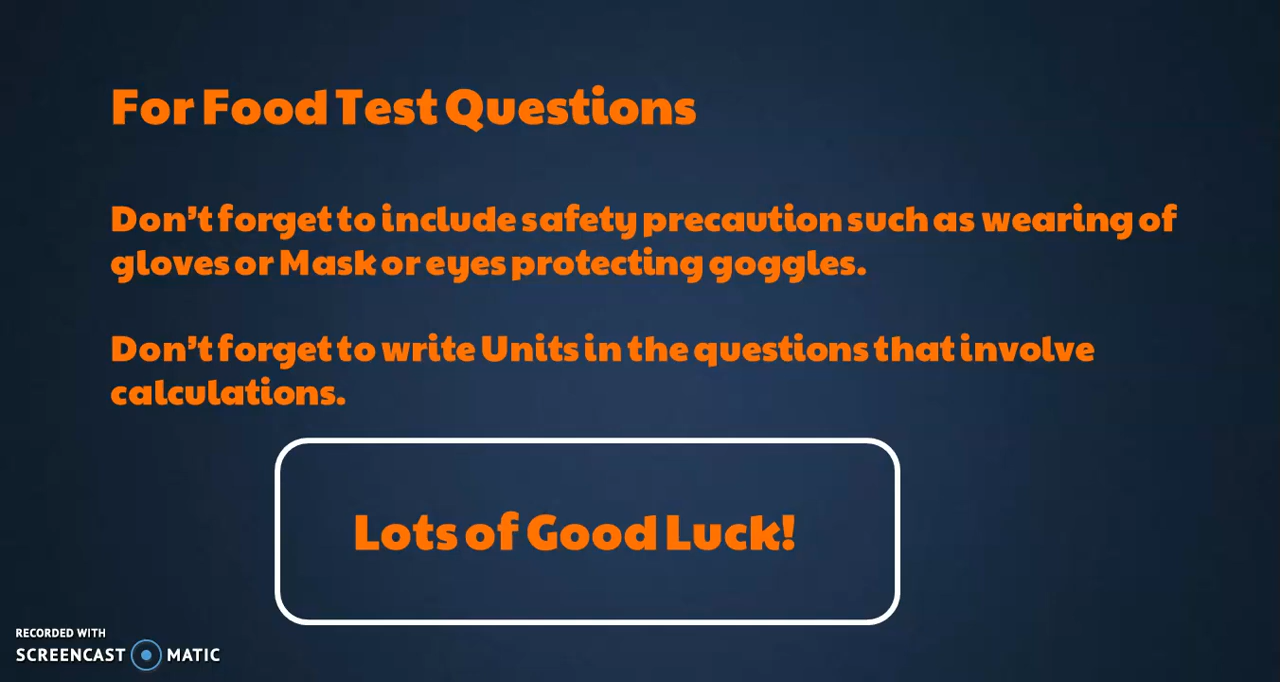 For Food Test Questions
Don't forget to include safety precaution such as wearing of
gloves or Mask or eyes protecting goggles.
Don't forget to write Units in the questions that involve
calculations.
Lots of Good Luck!
RECORDED WITH
SCREENCAST MATIC